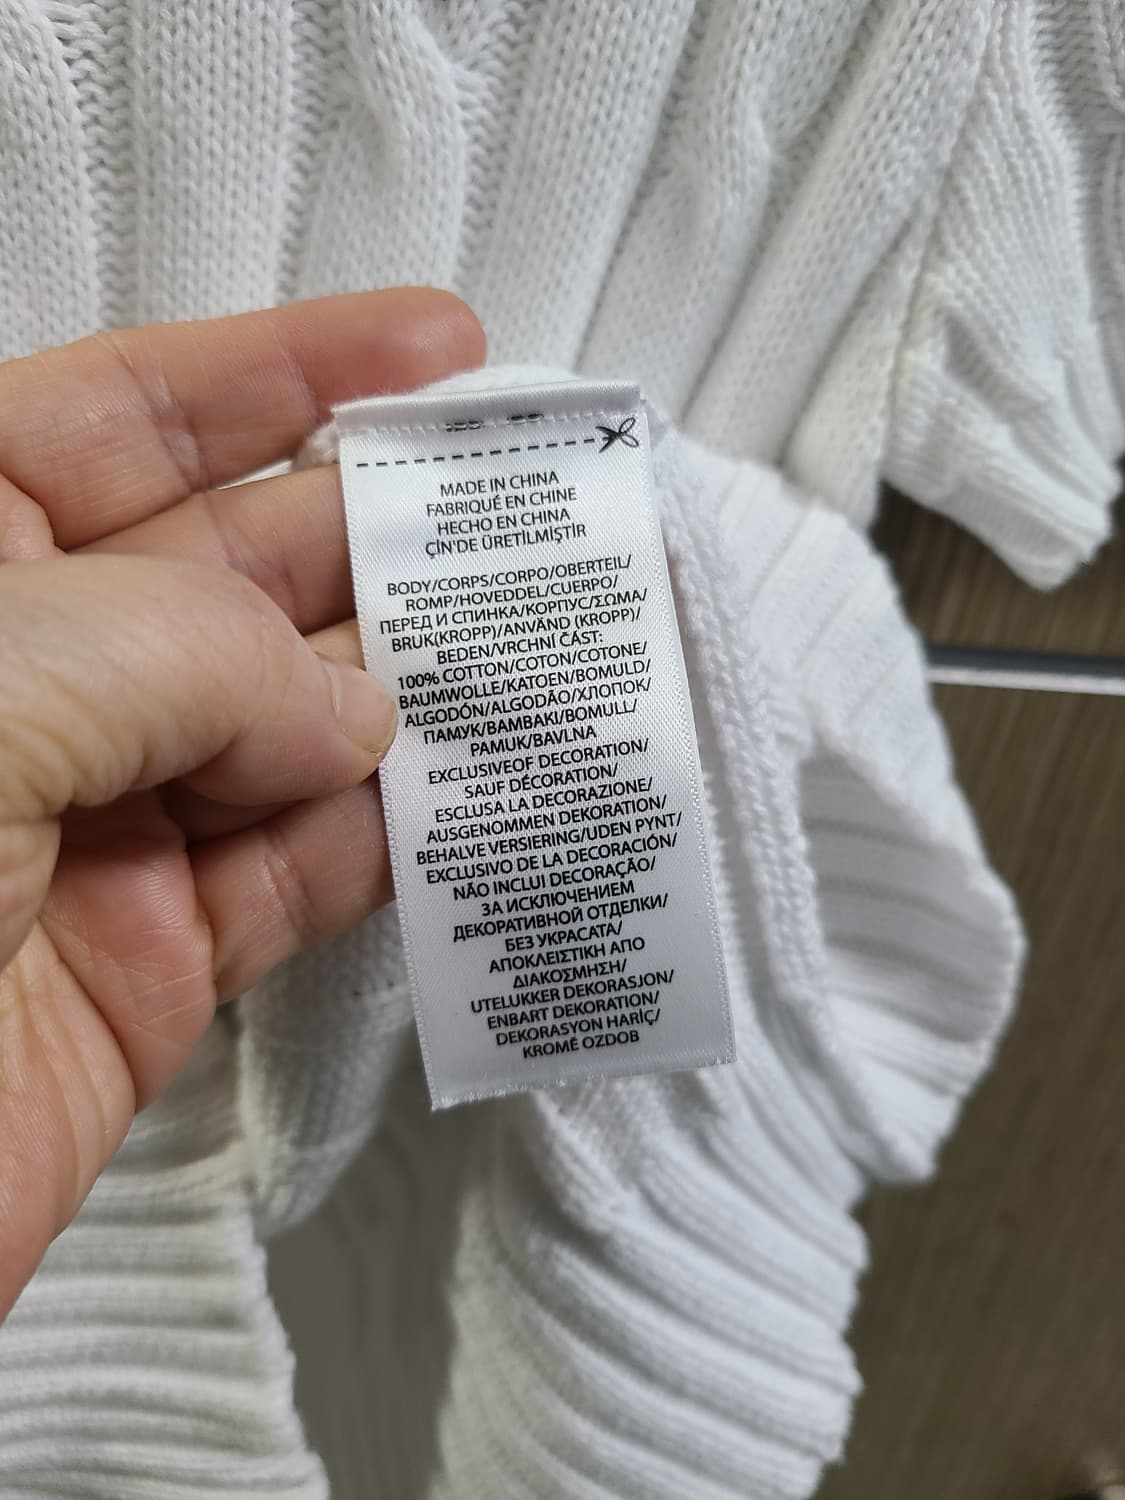 MADE IN CHINA
FABRIQUÉ EN CHINE
HECHO EN CHINA
ÇİN'DE ÜRETİLMİŞTİR
BODY/CORPS/CORPO/OBERTEIL/
ROMP/HOVEDDEL/CUERPO/
ПЕРЕД И СПИНКА/КОРПУС/ΣΩΜΑ/
BRUK(KROPP)/ANVÄND (KROPP)/
BEDEN/VRCHNÍ ČÁST:
100% COTTON/COTON/COTONE/
BAUMWOLLE/KATOEN/BOMULD/
ALGODÓN/ALGODÃO/ХЛОПОК/
ПАМУК/ΒΑΜΒΑΚΙ/BOMULL/
PAMUK/BAVLNA
EXCLUSIVEOF DECORATION/
SAUF DÉCORATION/
ESCLUSA LA DECORAZIONE/
AUSGENOMMEN DEKORATION/
BEHALVE VERSIERING/UDEN PYNT/
EXCLUSIVO DE LA DECORACIÓN/
NÃO INCLUI DECORAÇÃO/
ЗА ИСКЛЮЧЕНИЕМ
ДЕКОРАТИВНОЙ ОТДЕЛКИ/
БЕЗ УКРАСАТА/
ΑΠΟΚΛΕΙΣΤΙΚΗ ΑΠΟ
ΔΙΑΚΟΣΜΗΣΗ/
UTELUKKER DEKORASJON/
ENBART DEKORATION/
DEKORASYON HARİÇ/
KROMĚ OZDOB